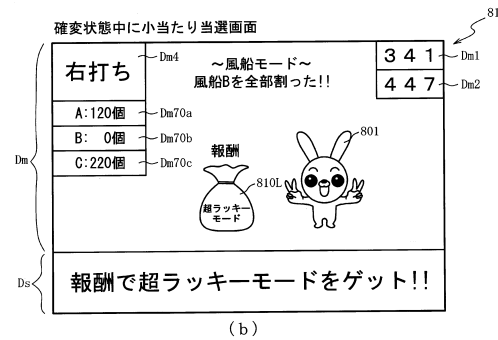 確変状態中に小当たり当選画面
81
右打ち
Dm4
～風船モード～
風船Bを全部割った!!
341
Dm1
447
Dm2
A:120個
Dm70a
B: 0個
Dm70b
C:220個
Dm70c
Dm
報酬
801
810L
超ラッキー
モード
Ds
報酬で超ラッキーモードをゲット!!
(b)